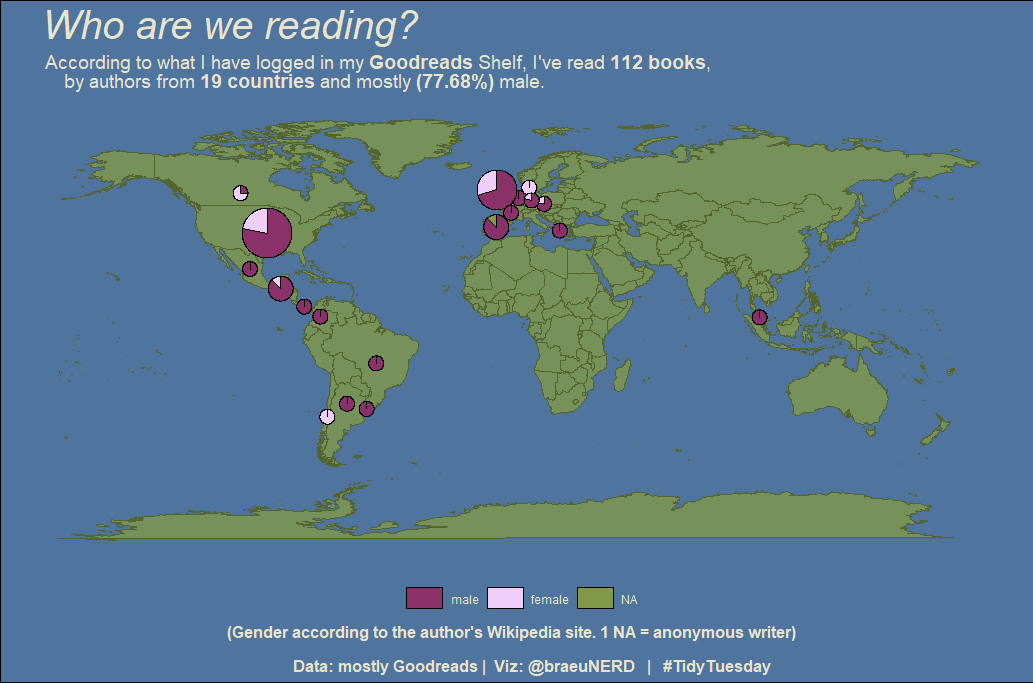 Who are we reading?
According to what I have logged in my Goodreads Shelf, I've read 112 books,
by authors from 19 countries and mostly (77.68%) male.
male female NA
(Gender according to the author's Wikipedia site. 1 NA = anonymous writer)
Data: mostly Goodreads | Viz: @braeuNERD | #TidyTuesday